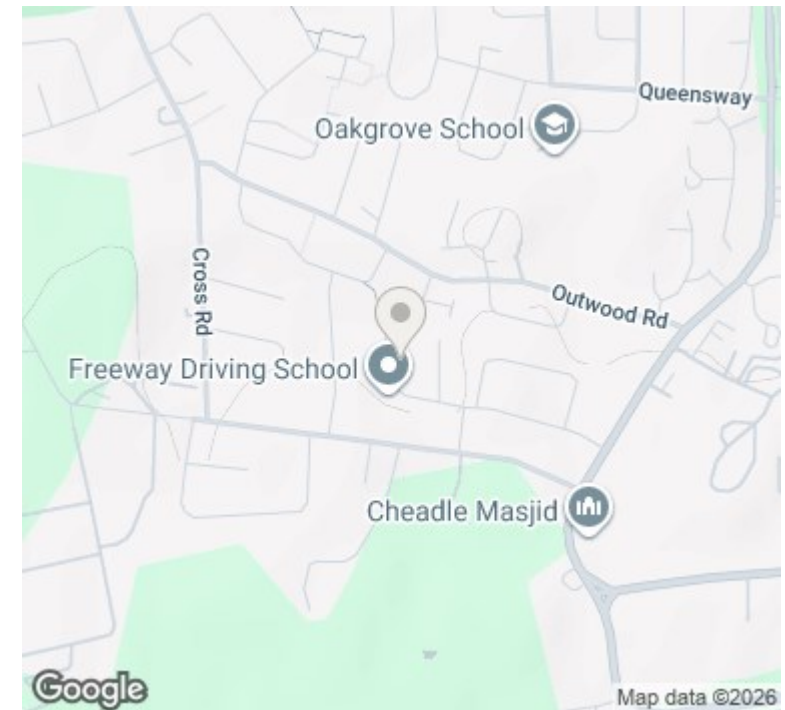 Queensway
Oakgrove School
Cross Rd
Outwood Rd
Freeway Driving School
Cheadle Masjid
Google
Map data ©2026